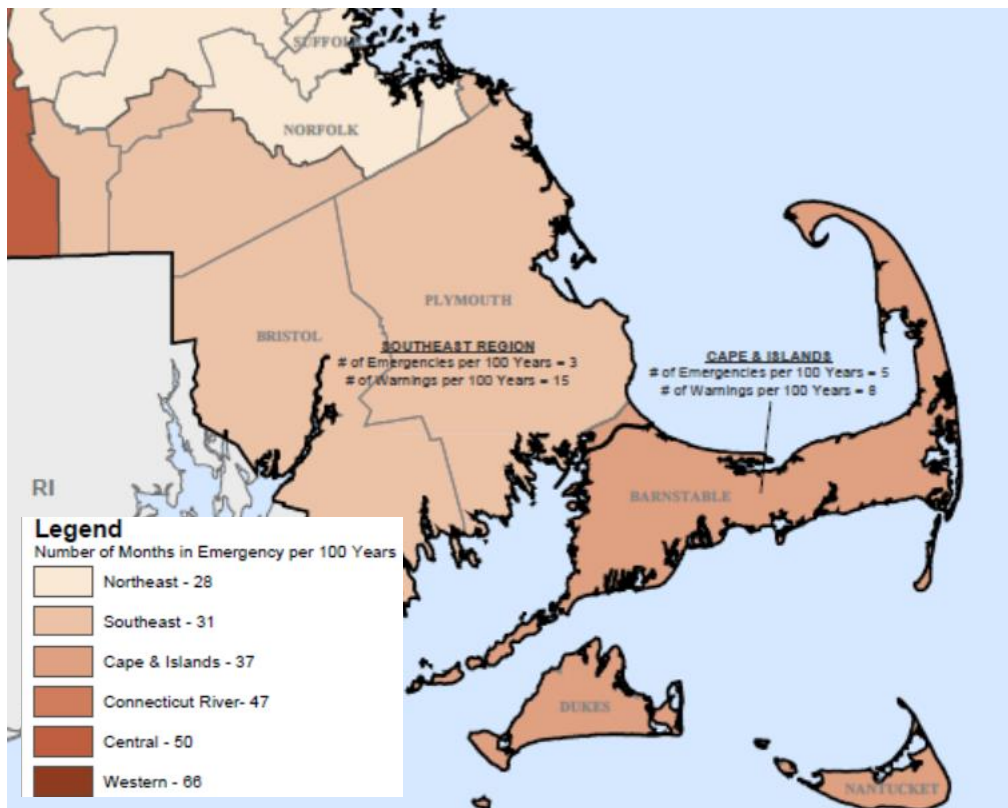 SUFFOLK
NORFOLK
PLYMOUTH
BRISTOL
SOUTHEAST REGION
# of Emergencies per 100 Years = 3
# of Warnings per 100 Years = 15
CAPE & ISLANDS
# of Emergencies per 100 Years = 5
# of Warnings per 100 Years = 8
RI
BARNSTABLE
DUKES
NANTUCKET
Legend
Number of Months in Emergency per 100 Years
Northeast - 28
Southeast - 31
Cape & Islands - 37
Connecticut River- 47
Central - 50
Western - 66